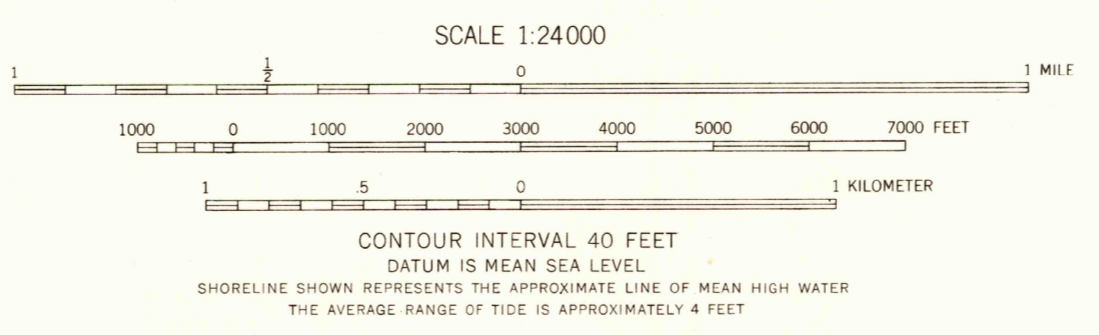 SCALE 1:24000
1 1/2 0 1 MILE
1000 0 1000 2000 3000 4000 5000 6000 7000 FEET
1 .5 0 1 KILOMETER
CONTOUR INTERVAL 40 FEET
DATUM IS MEAN SEA LEVEL
SHORELINE SHOWN REPRESENTS THE APPROXIMATE LINE OF MEAN HIGH WATER
THE AVERAGE RANGE OF TIDE IS APPROXIMATELY 4 FEET